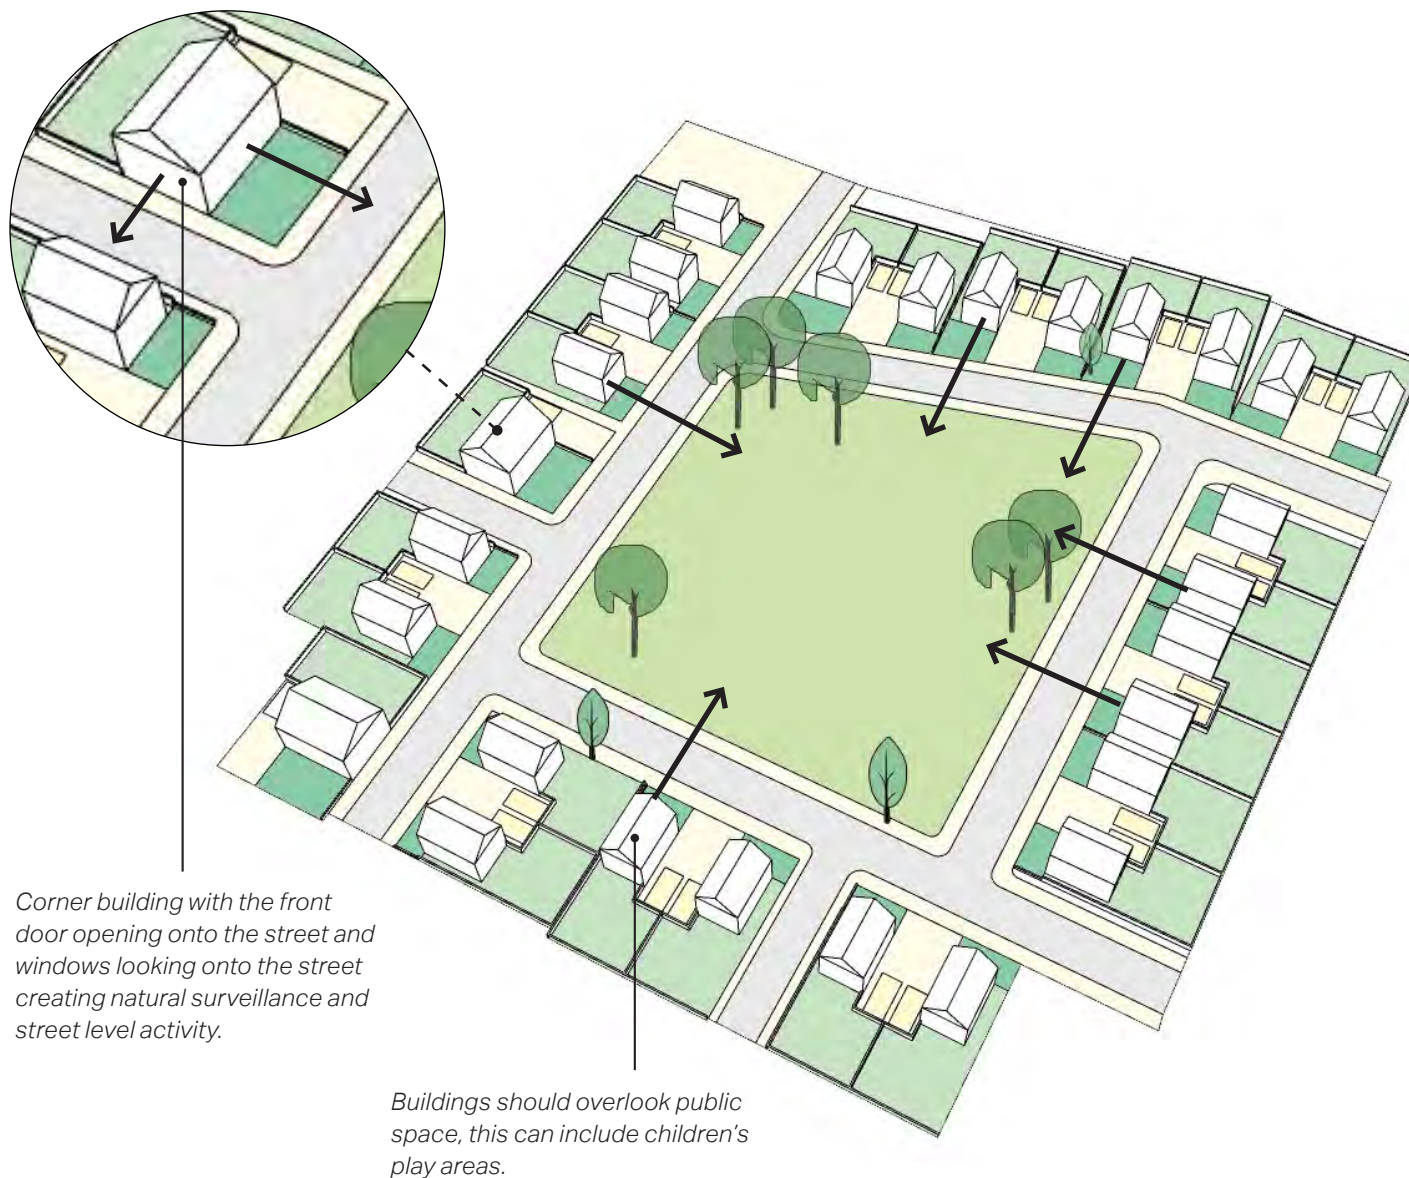 Corner building with the front
door opening onto the street and
windows looking onto the street
creating natural surveillance and
street level activity.
Buildings should overlook public
space, this can include children's
play areas.